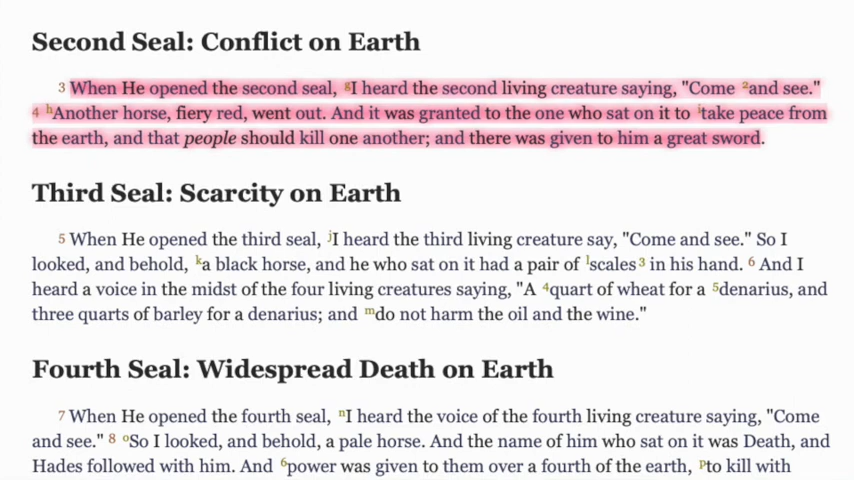 Second Seal: Conflict on Earth
3 When He opened the second seal, gI heard the second living creature saying, "Come 2and see."
4 hAnother horse, fiery red, went out. And it was granted to the one who sat on it to itake peace from
the earth, and that people should kill one another; and there was given to him a great sword.
Third Seal: Scarcity on Earth
5 When He opened the third seal, jI heard the third living creature say, "Come and see." So I
looked, and behold, ka black horse, and he who sat on it had a pair of lscales3 in his hand. 6 And I
heard a voice in the midst of the four living creatures saying, "A 4quart of wheat for a 5denarius, and
three quarts of barley for a denarius; and mdo not harm the oil and the wine."
Fourth Seal: Widespread Death on Earth
7 When He opened the fourth seal, nI heard the voice of the fourth living creature saying, "Come
and see." 8 oSo I looked, and behold, a pale horse. And the name of him who sat on it was Death, and
Hades followed with him. And 6power was given to them over a fourth of the earth, pto kill with